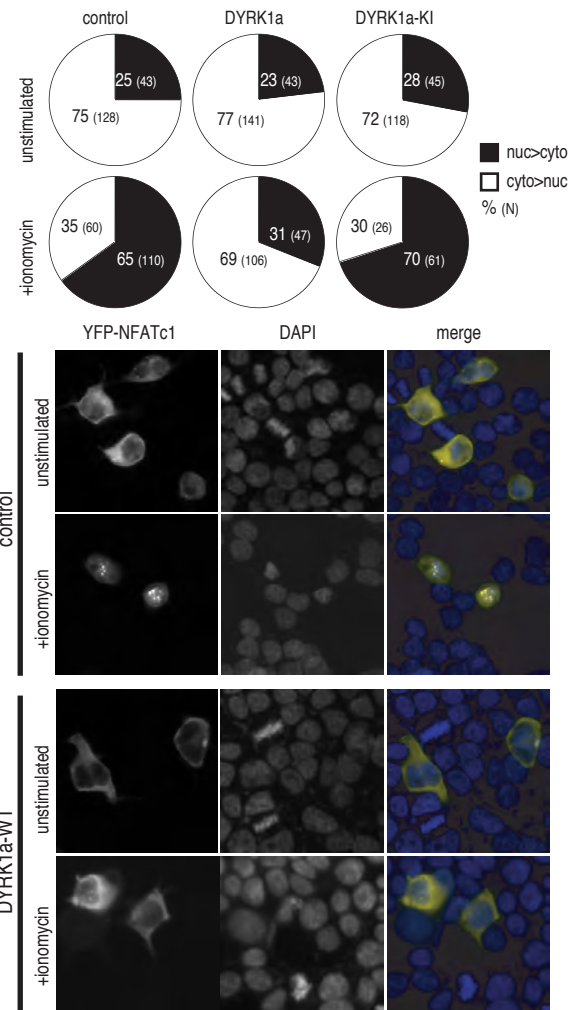 control DYRK1a DYRK1a-KI
unstimulated
25 (43)
75 (128)
23 (43)
77 (141)
28 (45)
72 (118)
nuc>cyto
cyto>nuc
% (N)
+ionomycin
35 (60)
65 (110)
31 (47)
69 (106)
30 (26)
70 (61)
YFP-NFATc1 DAPI merge
control
unstimulated
+ionomycin
DYRK1a-WT
unstimulated
+ionomycin